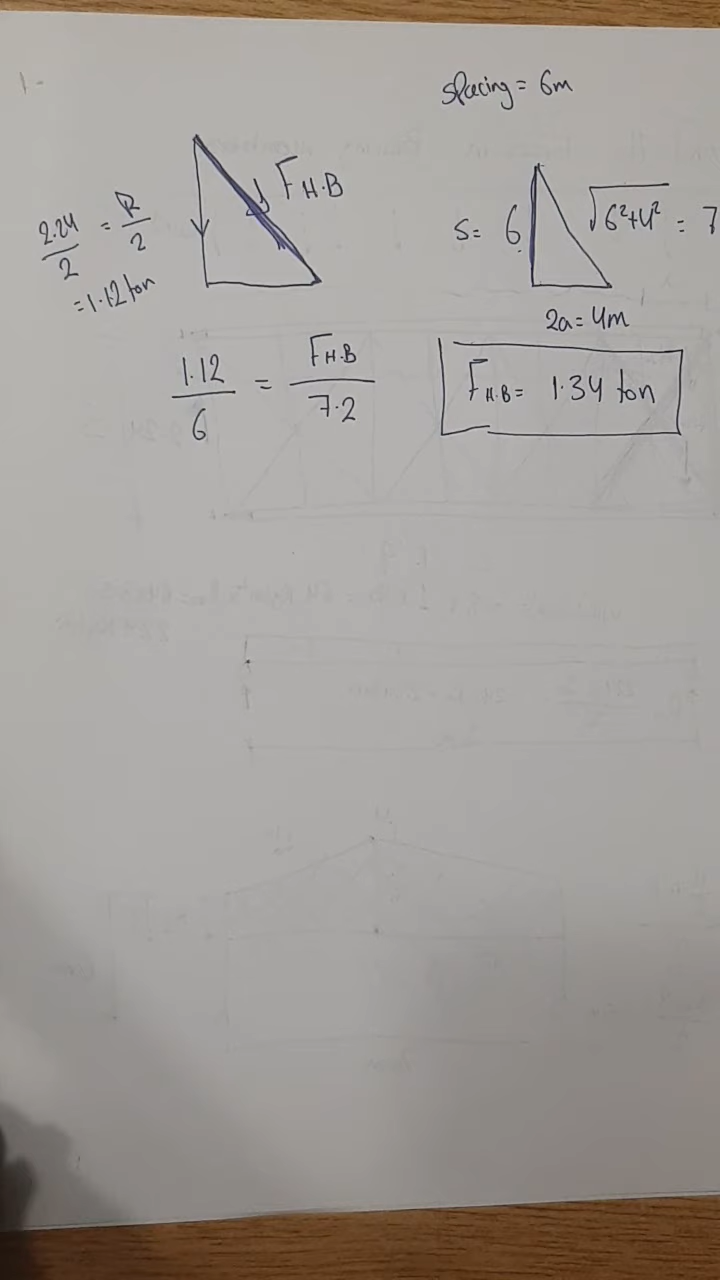 spacing = 6m
2.24/2 = R/2
= 1.12 ton
F H.B
S = 6
√6²+4² = 7
2a = 4m
1.12/6 = F H.B/7.2
F H.B = 1.34 ton